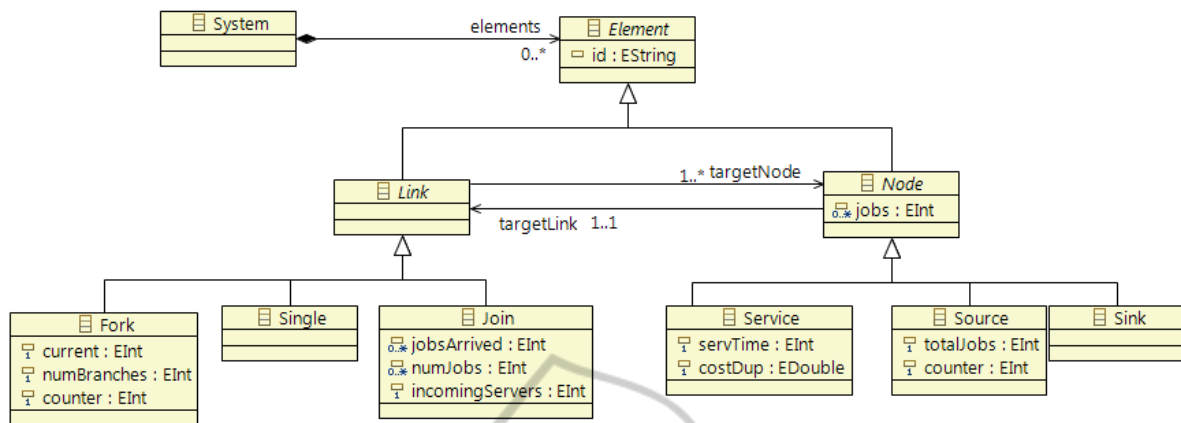 System
elements
0..*
Element
id : EString
Link
1..* targetNode
targetLink 1..1
Node
0..* jobs : EInt
Fork
1 current : EInt
1 numBranches : EInt
1 counter : EInt
Single
Join
0..* jobsArrived : EInt
0..* numJobs : EInt
1 incomingServers : EInt
Service
1 servTime : EInt
1 costDup : EDouble
Source
1 totalJobs : EInt
1 counter : EInt
Sink